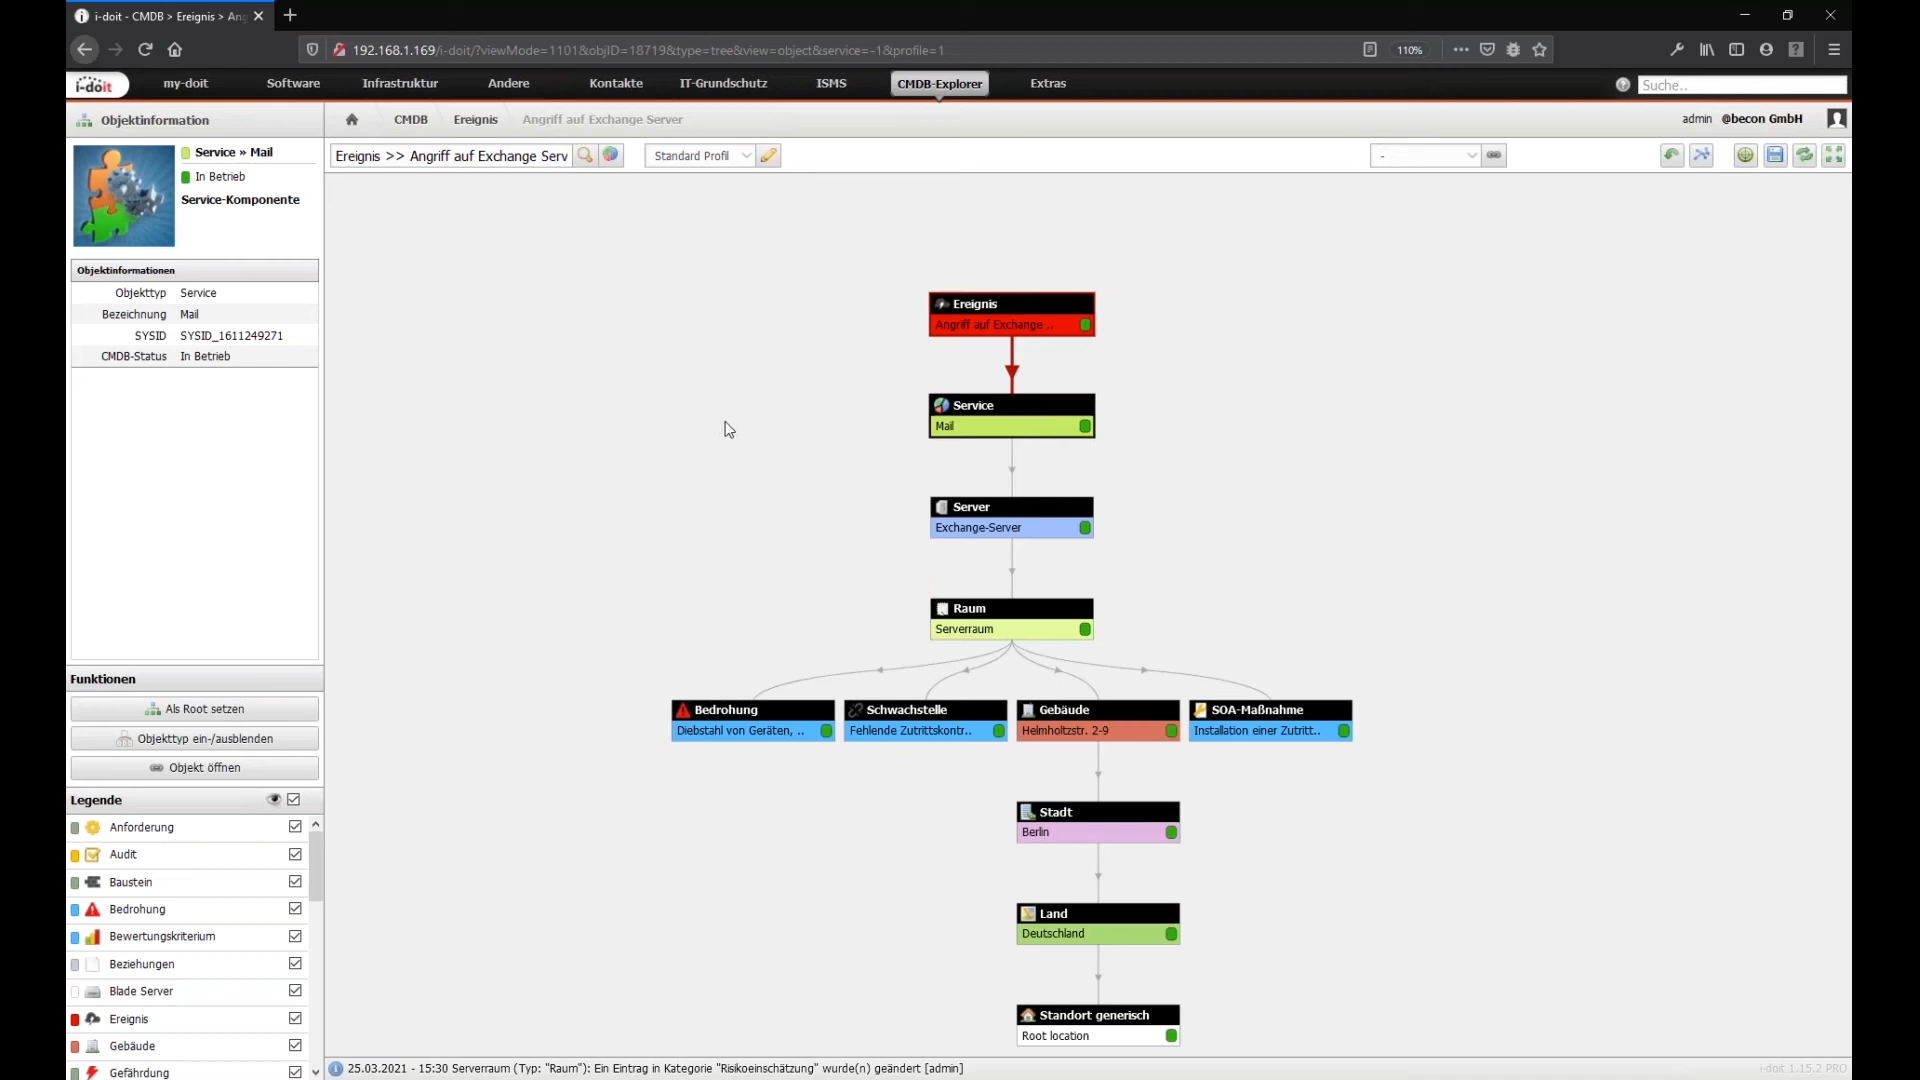 i-doit - CMDB > Ereignis > Ang
192.168.1.169/i-doit/?viewMode=1101&objID=18719&type=tree&view=object&service=-1&profile=1
110%
i-doit
my-doit
Software
Infrastruktur
Andere
Kontakte
IT-Grundschutz
ISMS
CMDB-Explorer
Extras
Suche..
Objektinformation
CMDB
Ereignis
Angriff auf Exchange Server
admin @becon GmbH
Service » Mail
In Betrieb
Service-Komponente
Ereignis >> Angriff auf Exchange Serv
Standard Profil
-
Objektinformationen
Objekttyp Service
Bezeichnung Mail
SYSID SYSID_1611249271
CMDB-Status In Betrieb
Ereignis
Angriff auf Exchange ..
Service
Mail
Server
Exchange-Server
Raum
Serverraum
Bedrohung
Diebstahl von Geräten, ..
Schwachstelle
Fehlende Zutrittskontr..
Gebäude
Helmholtzstr. 2-9
SOA-Maßnahme
Installation einer Zutritt..
Stadt
Berlin
Land
Deutschland
Standort generisch
Root location
Funktionen
Als Root setzen
Objekttyp ein-/ausblenden
Objekt öffnen
Legende
Anforderung
Audit
Baustein
Bedrohung
Bewertungskriterium
Beziehungen
Blade Server
Ereignis
Gebäude
Gefährdung
25.03.2021 - 15:30 Serverraum (Typ: "Raum"): Ein Eintrag in Kategorie "Risikoeinschätzung" wurde(n) geändert [admin]
i-doit 1.15.2 PRO